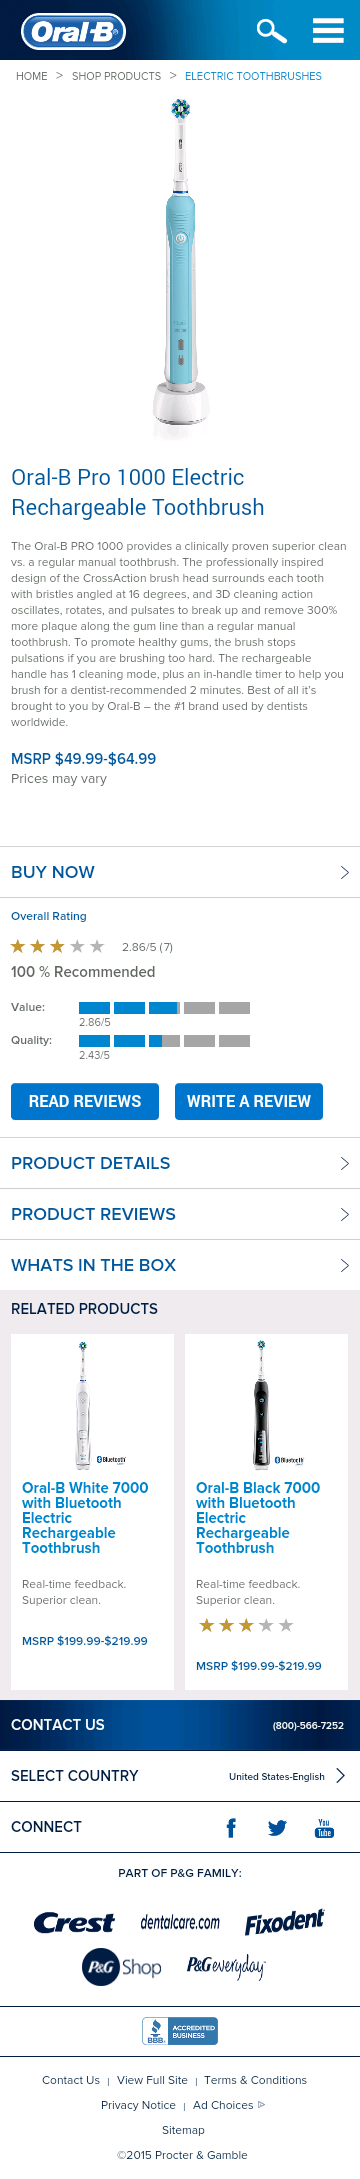 Oral-B®
HOME > SHOP PRODUCTS > ELECTRIC TOOTHBRUSHES
Oral-B Pro 1000 Electric
Rechargeable Toothbrush
The Oral-B PRO 1000 provides a clinically proven superior clean
vs. a regular manual toothbrush. The professionally inspired
design of the CrossAction brush head surrounds each tooth
with bristles angled at 16 degrees, and 3D cleaning action
oscillates, rotates, and pulsates to break up and remove 300%
more plaque along the gum line than a regular manual
toothbrush. To promote healthy gums, the brush stops
pulsations if you are brushing too hard. The rechargeable
handle has 1 cleaning mode, plus an in-handle timer to help you
brush for a dentist-recommended 2 minutes. Best of all it's
brought to you by Oral-B – the #1 brand used by dentists
worldwide.
MSRP $49.99-$64.99
Prices may vary
BUY NOW
Overall Rating
2.86/5 (7)
100 % Recommended
Value:
2.86/5
Quality:
2.43/5
READ REVIEWS WRITE A REVIEW
PRODUCT DETAILS
PRODUCT REVIEWS
WHATS IN THE BOX
RELATED PRODUCTS
Bluetooth
Oral-B White 7000
with Bluetooth
Electric
Rechargeable
Toothbrush
Real-time feedback.
Superior clean.
MSRP $199.99-$219.99
Bluetooth
Oral-B Black 7000
with Bluetooth
Electric
Rechargeable
Toothbrush
Real-time feedback.
Superior clean.
MSRP $199.99-$219.99
CONTACT US (800)-566-7252
SELECT COUNTRY United States-English
CONNECT You Tube
PART OF P&G FAMILY:
Crest dentalcare.com Fixodent
P&G Shop P&G everyday
BBB. ACCREDITED BUSINESS
Contact Us | View Full Site | Terms & Conditions
Privacy Notice | Ad Choices
Sitemap
©2015 Procter & Gamble